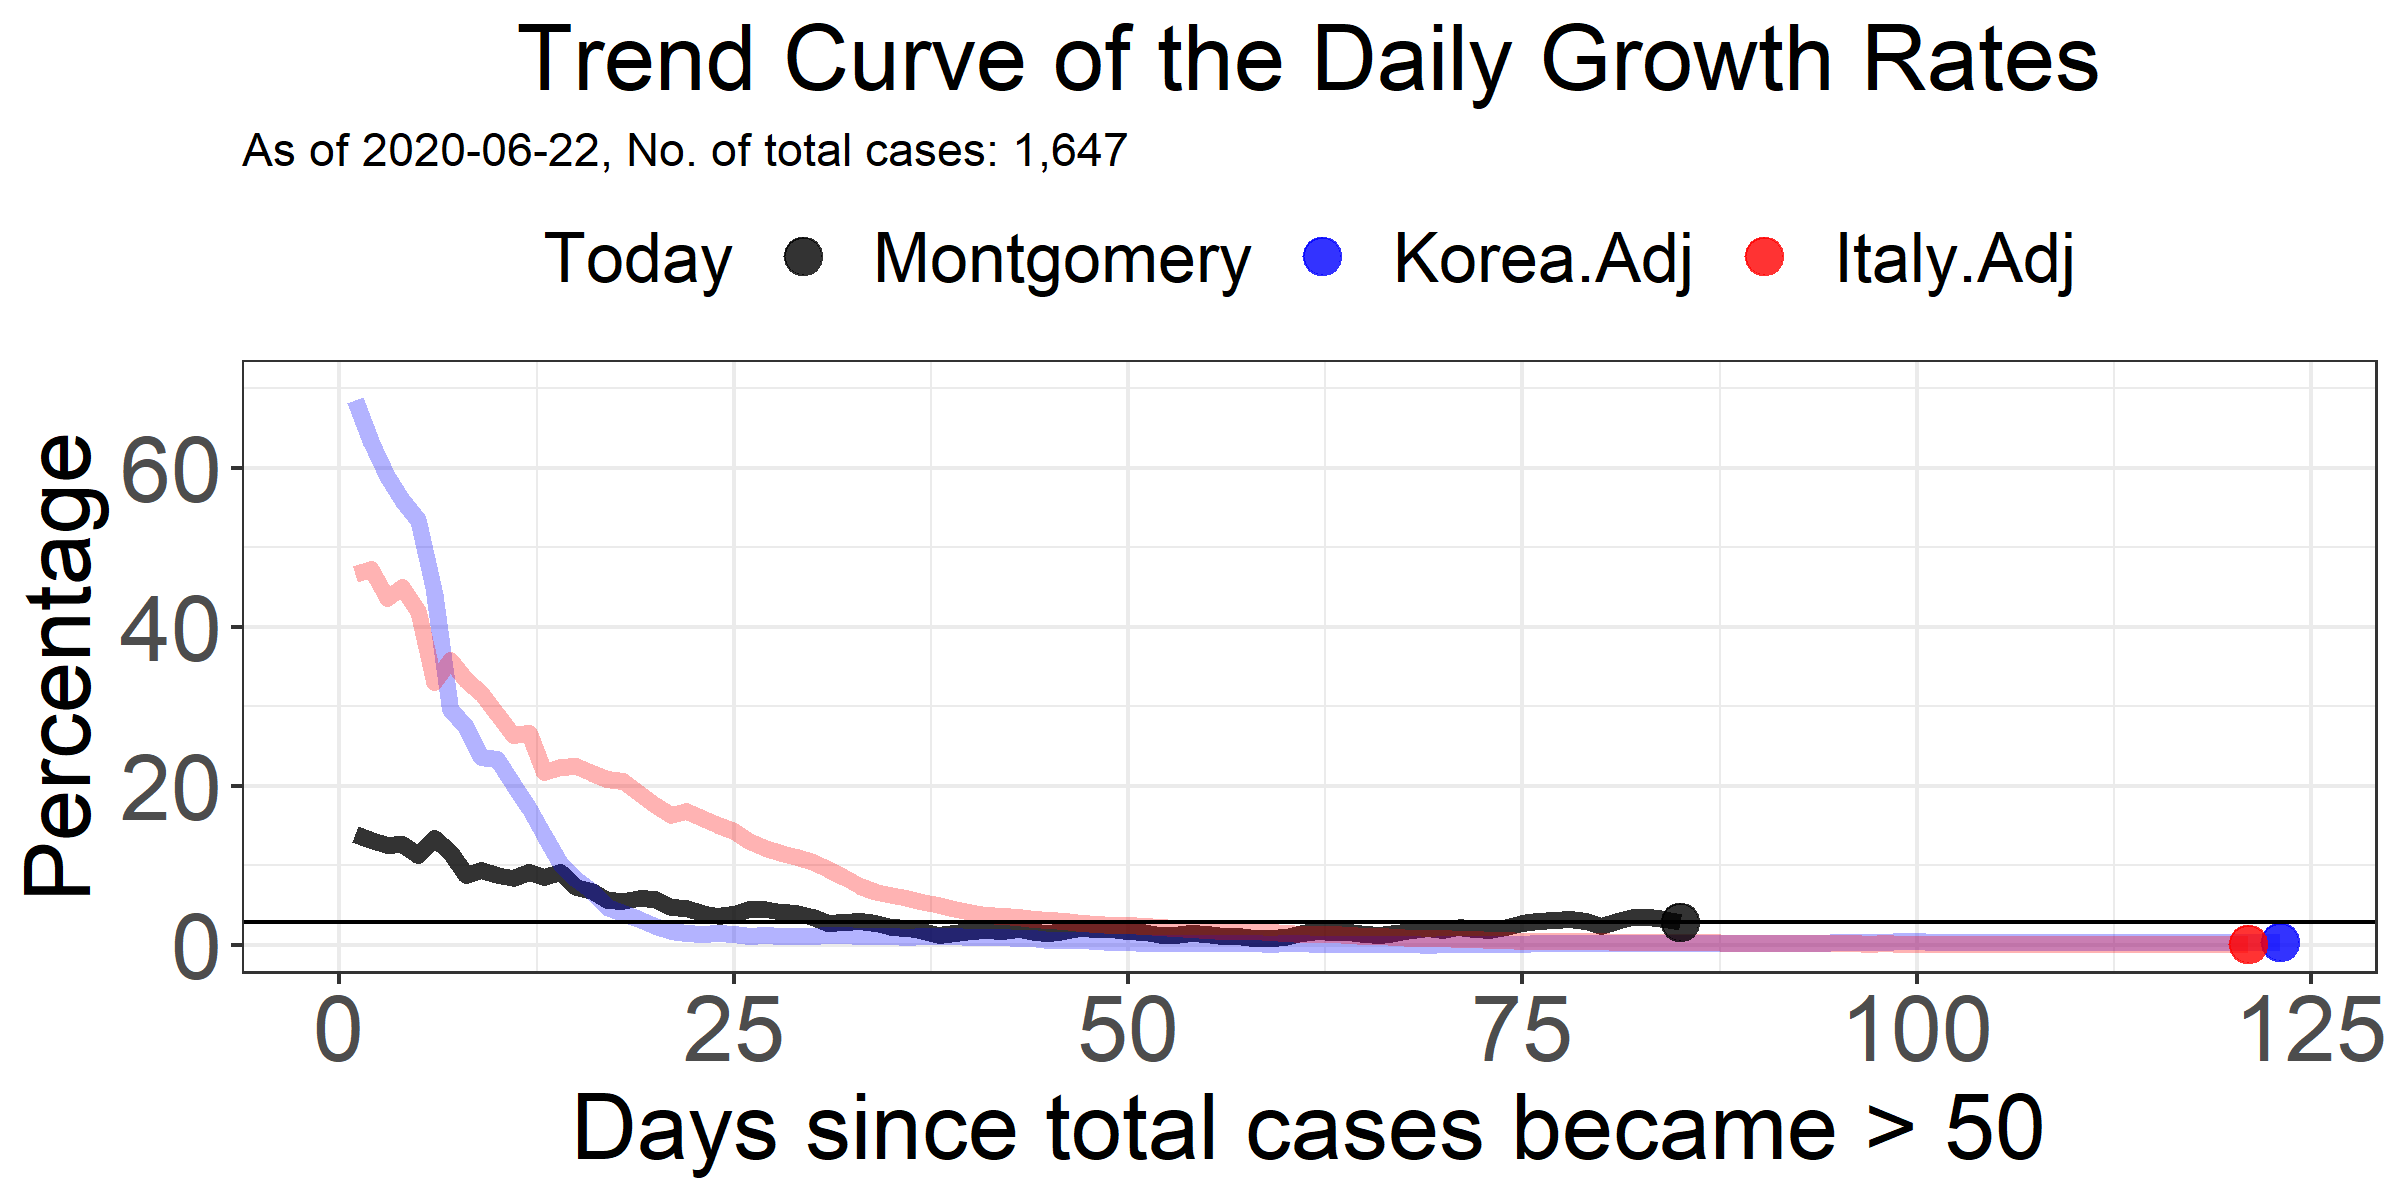 Trend Curve of the Daily Growth Rates
As of 2020-06-22, No. of total cases: 1,647
Today Montgomery Korea.Adj Italy.Adj
Percentage
60
40
20
0
0 25 50 75 100 125
Days since total cases became > 50